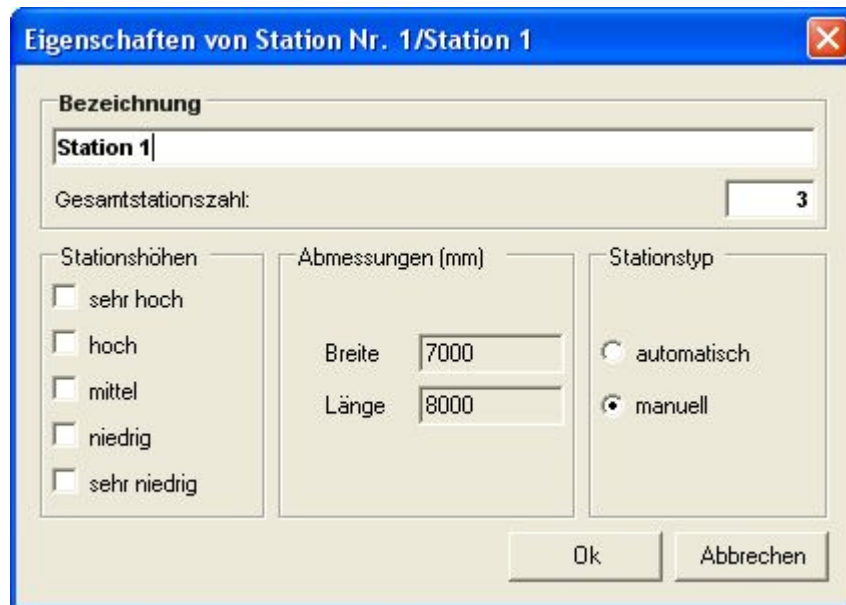 Eigenschaften von Station Nr. 1/Station 1
Bezeichnung
Station 1
Gesamtstationszahl: 3
Stationshöhen
sehr hoch
hoch
mittel
niedrig
sehr niedrig
Abmessungen (mm)
Breite 7000
Länge 8000
Stationstyp
automatisch
manuell
Ok Abbrechen